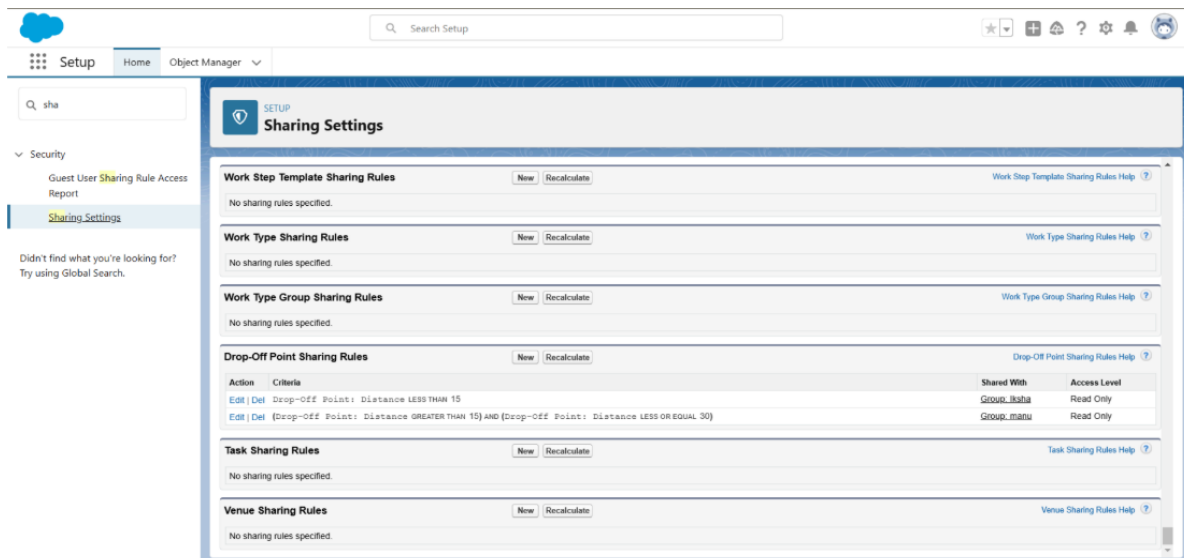 Search Setup
Setup
Home
Object Manager
sha
Security
Guest User Sharing Rule Access
Report
Sharing Settings
Didn't find what you're looking for?
Try using Global Search.
SETUP
Sharing Settings
Work Step Template Sharing Rules New Recalculate Work Step Template Sharing Rules Help ?
No sharing rules specified.
Work Type Sharing Rules New Recalculate Work Type Sharing Rules Help ?
No sharing rules specified.
Work Type Group Sharing Rules New Recalculate Work Type Group Sharing Rules Help ?
No sharing rules specified.
Drop-Off Point Sharing Rules New Recalculate Drop-Off Point Sharing Rules Help ?
Action Criteria Shared With Access Level
Edit | Del Drop-Off Point: Distance LESS THAN 15 Group: Iksha Read Only
Edit | Del (Drop-Off Point: Distance GREATER THAN 15) AND (Drop-Off Point: Distance LESS OR EQUAL 30) Group: manu Read Only
Task Sharing Rules New Recalculate Task Sharing Rules Help ?
No sharing rules specified.
Venue Sharing Rules New Recalculate Venue Sharing Rules Help ?
No sharing rules specified.